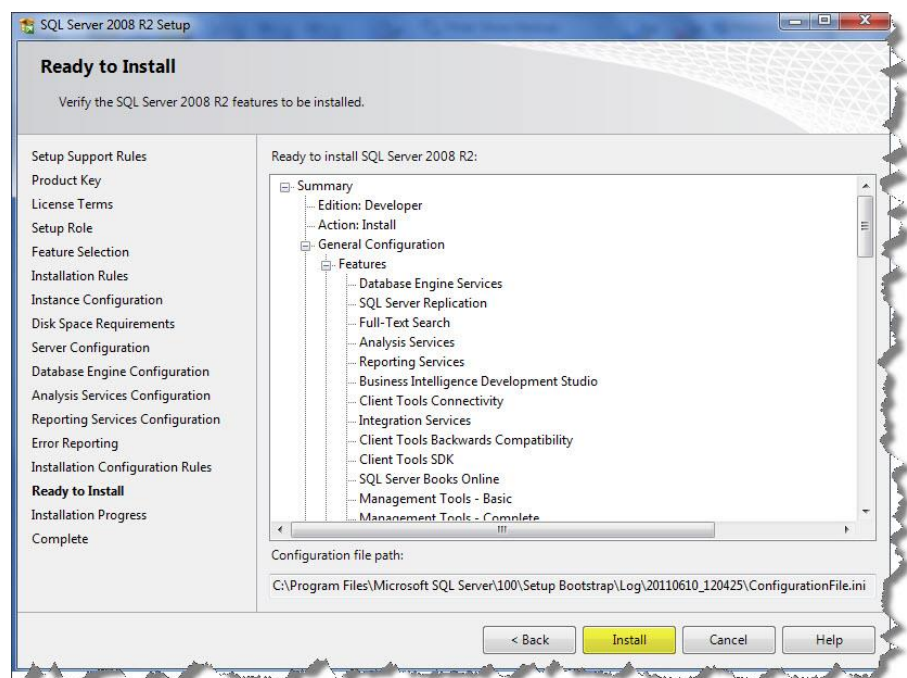 SQL Server 2008 R2 Setup
Ready to Install
Verify the SQL Server 2008 R2 features to be installed.
Setup Support Rules
Product Key
License Terms
Setup Role
Feature Selection
Installation Rules
Instance Configuration
Disk Space Requirements
Server Configuration
Database Engine Configuration
Analysis Services Configuration
Reporting Services Configuration
Error Reporting
Installation Configuration Rules
Ready to Install
Installation Progress
Complete
Ready to install SQL Server 2008 R2:
Summary
Edition: Developer
Action: Install
General Configuration
Features
Database Engine Services
SQL Server Replication
Full-Text Search
Analysis Services
Reporting Services
Business Intelligence Development Studio
Client Tools Connectivity
Integration Services
Client Tools Backwards Compatibility
Client Tools SDK
SQL Server Books Online
Management Tools - Basic
Management Tools - Complete
Configuration file path:
C:\Program Files\Microsoft SQL Server\100\Setup Bootstrap\Log\20110610_120425\ConfigurationFile.ini
< Back
Install
Cancel
Help